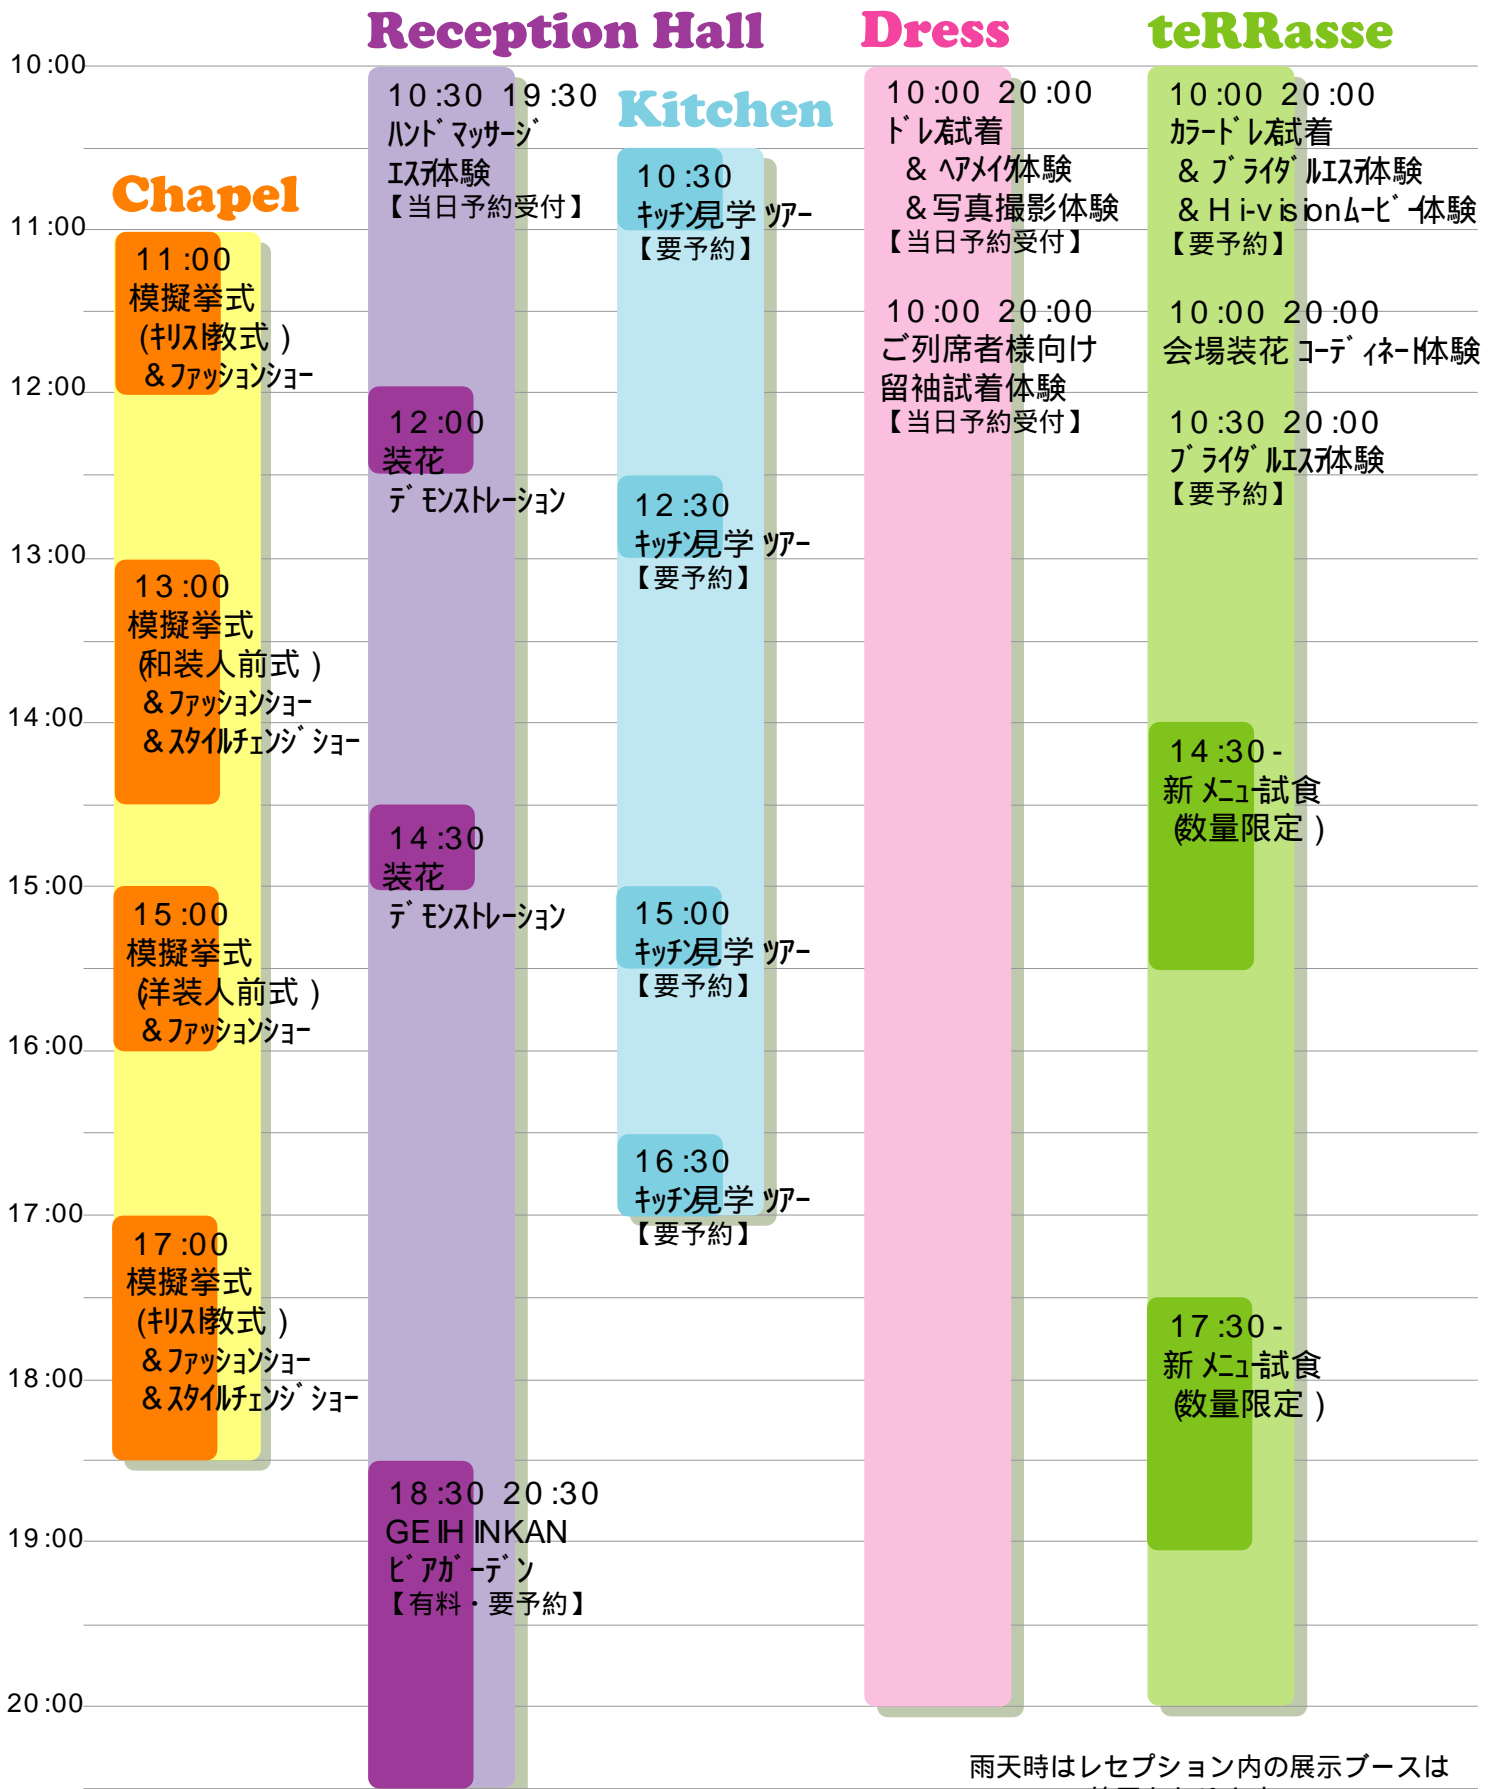 Reception Hall
Dress
teRRasse
Kitchen
Chapel
10:00
11:00
12:00
13:00
14:00
15:00
16:00
17:00
18:00
19:00
20:00
11:00
模擬挙式
(ｷﾘｽﾄ教式)
&ﾌｧｯｼｮﾝｼｮｰ
13:00
模擬挙式
(和装人前式)
&ﾌｧｯｼｮﾝｼｮｰ
&ｽﾀｲﾙﾁｪﾝｼﾞｼｮｰ
15:00
模擬挙式
(洋装人前式)
&ﾌｧｯｼｮﾝｼｮｰ
17:00
模擬挙式
(ｷﾘｽﾄ教式)
&ﾌｧｯｼｮﾝｼｮｰ
&ｽﾀｲﾙﾁｪﾝｼﾞｼｮｰ
10:30 19:30
ﾊﾝﾄﾞﾏｯｻｰｼﾞ
ｴｽﾃ体験
【当日予約受付】
12:00
装花
ﾃﾞﾓﾝｽﾄﾚｰｼｮﾝ
14:30
装花
ﾃﾞﾓﾝｽﾄﾚｰｼｮﾝ
18:30 20:30
GEIHINKAN
ﾋﾞｱｶﾞｰﾃﾞﾝ
【有料・要予約】
10:30
ｷｯﾁﾝ見学ﾂｱｰ
【要予約】
12:30
ｷｯﾁﾝ見学ﾂｱｰ
【要予約】
15:00
ｷｯﾁﾝ見学ﾂｱｰ
【要予約】
16:30
ｷｯﾁﾝ見学ﾂｱｰ
【要予約】
10:00 20:00
ﾄﾞﾚｽ試着
&ﾍｱﾒｲｸ体験
&写真撮影体験
【当日予約受付】
10:00 20:00
ご列席者様向け
留袖試着体験
【当日予約受付】
10:00 20:00
ｶﾗｰﾄﾞﾚｽ試着
&ﾌﾞﾗｲﾀﾞﾙｴｽﾃ体験
&Hi-visionﾑｰﾋﾞｰ体験
【要予約】
10:00 20:00
会場装花ｺｰﾃﾞｨﾈｰﾄ体験
10:30 20:00
ﾌﾞﾗｲﾀﾞﾙｴｽﾃ体験
【要予約】
14:30-
新ﾒﾆｭｰ試食
(数量限定)
17:30-
新ﾒﾆｭｰ試食
(数量限定)
雨天時はレセプション内の展示ブースは